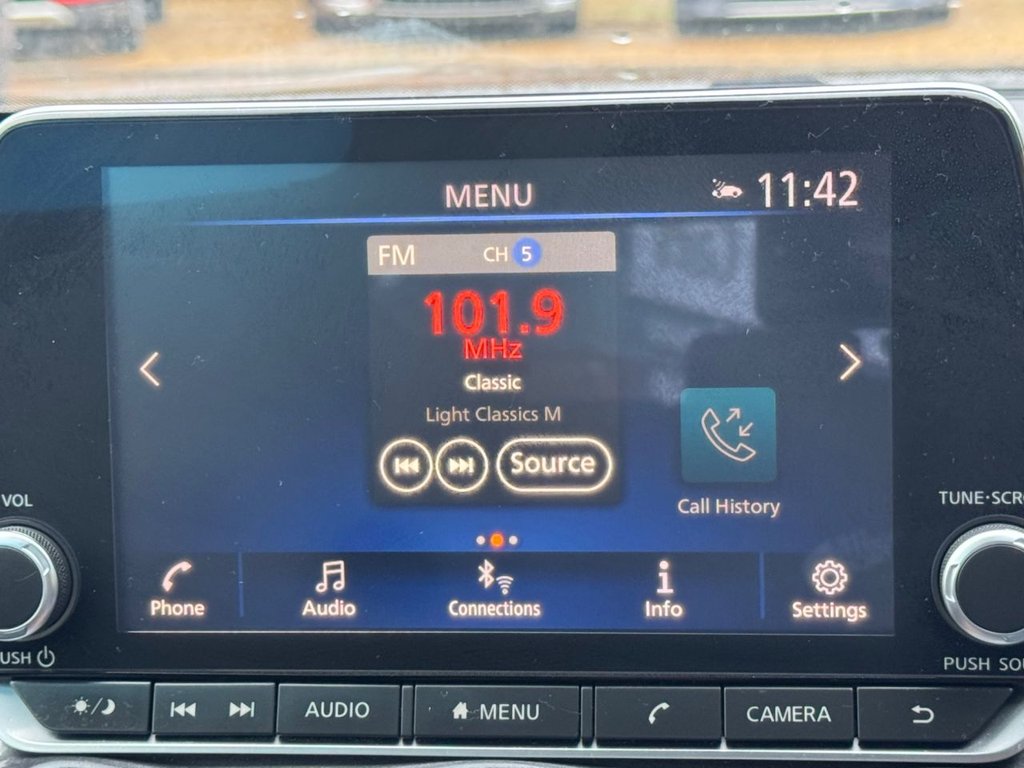 MENU 11:42
FM CH 5
101.9
MHz
Classic
Light Classics M
Source
Call History
VOL
TUNE·SCR
Phone Audio Connections Info Settings
USH
PUSH SOU
AUDIO MENU CAMERA